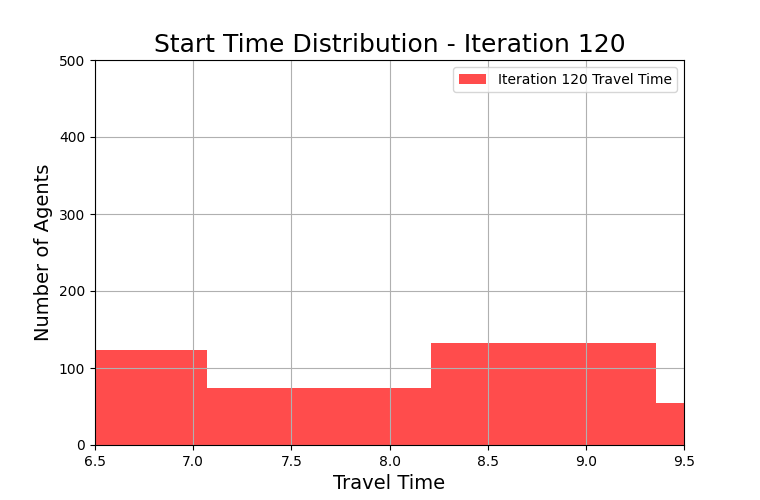 Start Time Distribution - Iteration 120
Iteration 120 Travel Time
Number of Agents
500
400
300
200
100
0
6.5 7.0 7.5 8.0 8.5 9.0 9.5
Travel Time